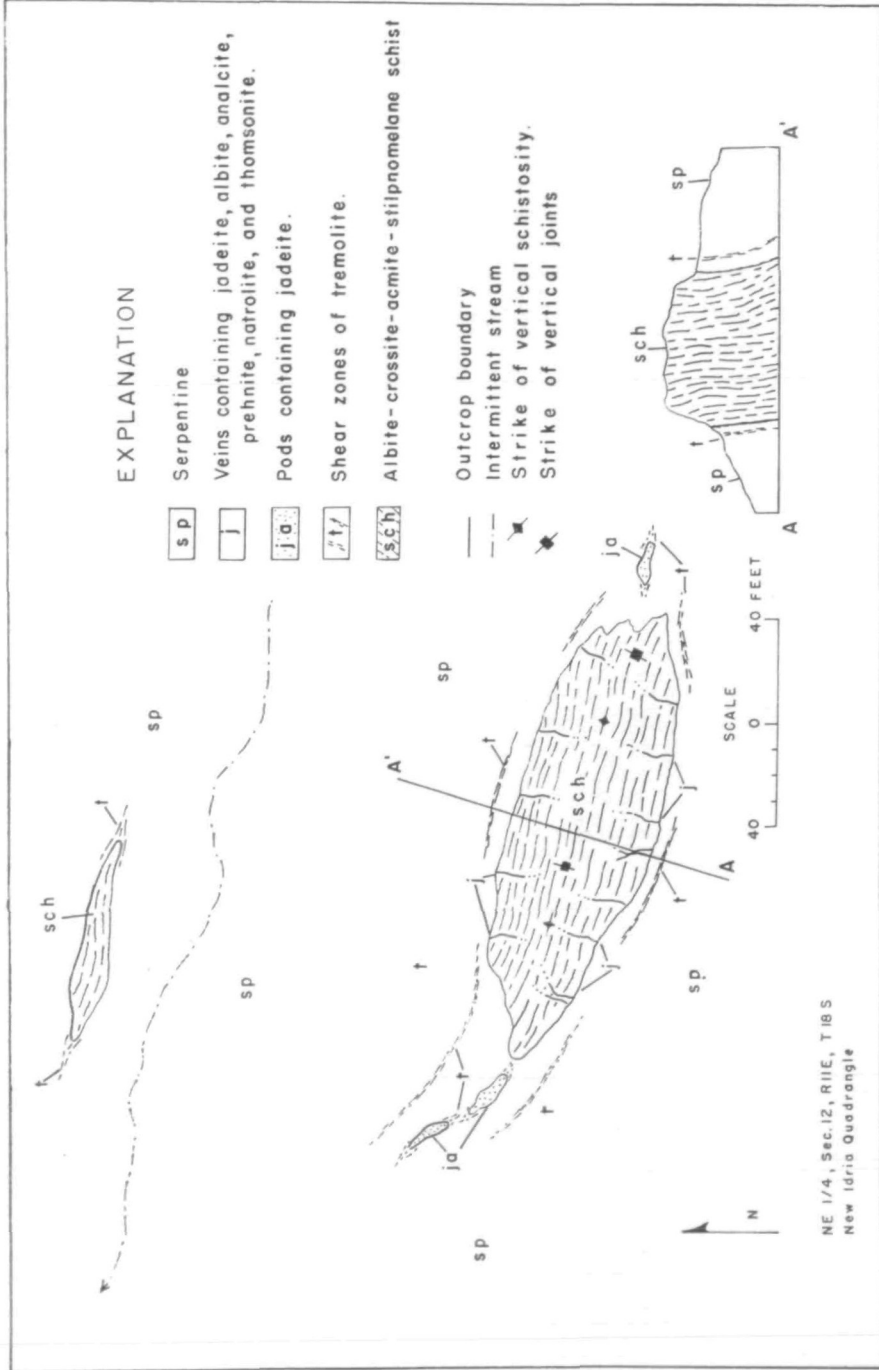 EXPLANATION
sp Serpentine
j Veins containing jadeite, albite, analcite,
prehnite, natrolite, and thomsonite.
ja Pods containing jadeite.
t Shear zones of tremolite.
sch Albite-crossite-acmite-stilpnomelane schist
Outcrop boundary
Intermittent stream
Strike of vertical schistosity.
Strike of vertical joints
sch
t
t
sp
sp
sp
t
t
A'
t
j
sch
ja
t
t
ja
t
j
j
t
A
sp
sp
N
SCALE
40 0 40 FEET
NE 1/4, Sec.12, R11E, T18S
New Idria Quadrangle
sch
t
sp
t
sp
A
A'